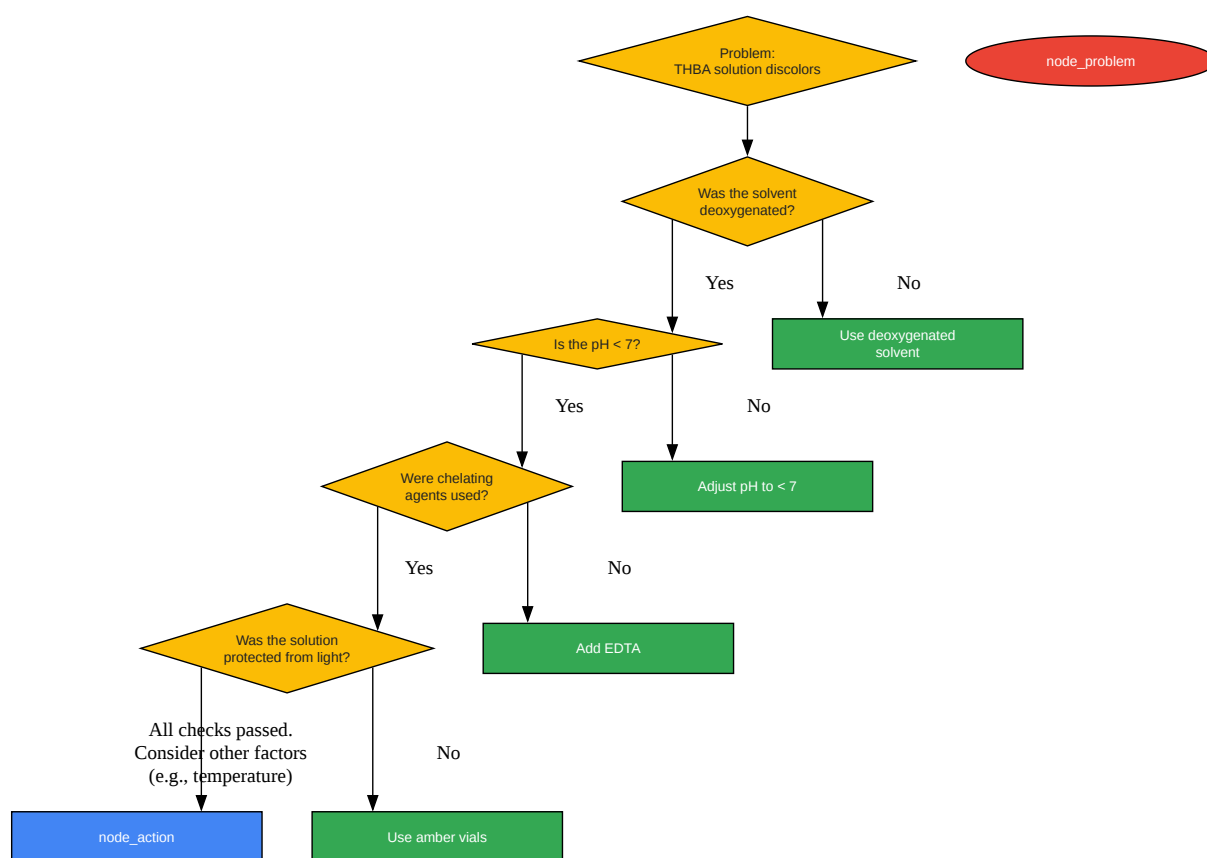 Problem:
THBA solution discolors
node_problem
Was the solvent
deoxygenated?
Yes
No
Is the pH < 7?
Use deoxygenated
solvent
Yes
No
Were chelating
agents used?
Adjust pH to < 7
Yes
No
Was the solution
protected from light?
Add EDTA
All checks passed.
Consider other factors
(e.g., temperature)
No
node_action
Use amber vials